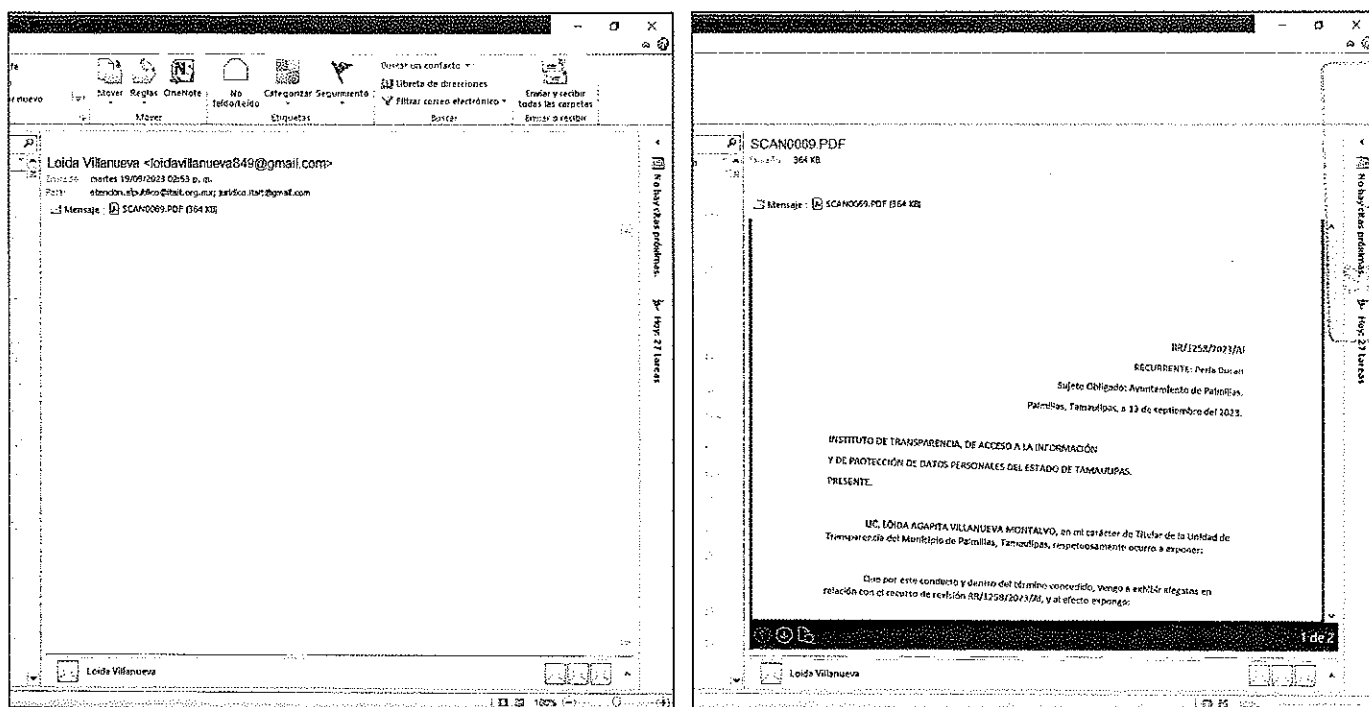 Mover
Reglas
OneNote
No
leído/leído
Categorizar
Seguimiento
Buscar un contacto
Libreta de direcciones
Filtrar correo electrónico
Enviar y recibir
todas las carpetas
Mover
Etiquetas
Buscar
Enviar o recibir
Loida Villanueva <loidavillanueva849@gmail.com>
martes 19/09/2023 02:53 p. m.
Para:
Mensaje
SCAN0069.PDF (364 KB)
No hay citas próximas.
Hoy: 27 tareas
Loida Villanueva
100%
SCAN0069.PDF
364 KB
Mensaje
SCAN0069.PDF (364 KB)
RR/1258/2023/AI
RECURRENTE: Perla
Sujeto Obligado: Ayuntamiento de Palmillas.
Palmillas, Tamaulipas, a 13 de septiembre del 2023.
INSTITUTO DE TRANSPARENCIA, DE ACCESO A LA INFORMACIÓN
Y DE PROTECCIÓN DE DATOS PERSONALES DEL ESTADO DE TAMAULIPAS.
PRESENTE.
LIC. LOIDA AGAPITA VILLANUEVA MONTALVO, en mi carácter de Titular de la Unidad de
Transparencia del Municipio de Palmillas, Tamaulipas, respetuosamente ocurro a exponer:
Que por este conducto y dentro del término concedido, vengo a exhibir alegatos en
relación con el recurso de revisión RR/1258/2023/AI, y al efecto expongo:
1 de 2
No hay citas próximas.
Hoy: 27 tareas
Loida Villanueva